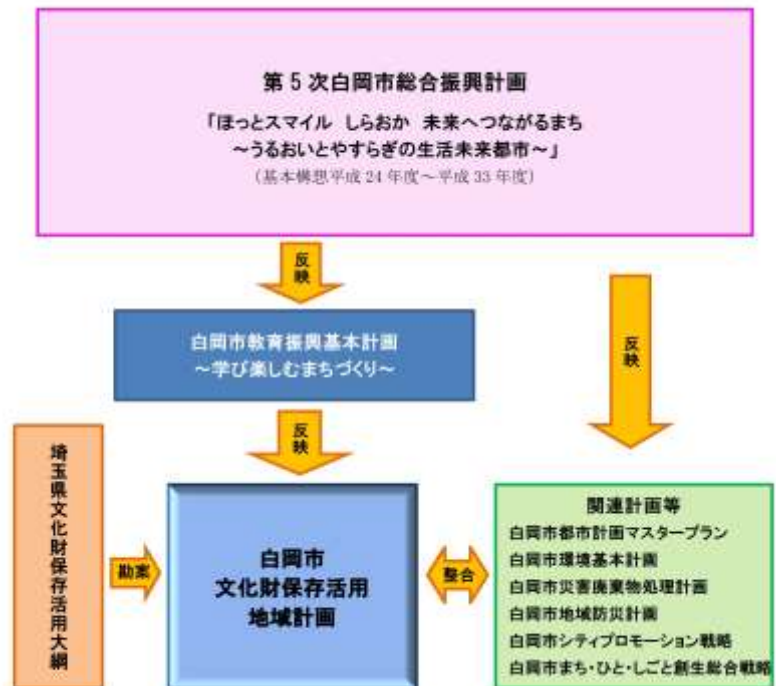 第5次白岡市総合振興計画
「ほっとスマイル しらおか 未来へつながるまち
～うるおいとやすらぎの生活未来都市～」
（基本構想平成24年度～平成33年度）
反映
反映
白岡市教育振興基本計画
～学び楽しむまちづくり～
反映
埼玉県文化財保存活用大綱
勘案
白岡市
文化財保存活用
地域計画
整合
関連計画等
白岡市都市計画マスタープラン
白岡市環境基本計画
白岡市災害廃棄物処理計画
白岡市地域防災計画
白岡市シティプロモーション戦略
白岡市まち・ひと・しごと創生総合戦略